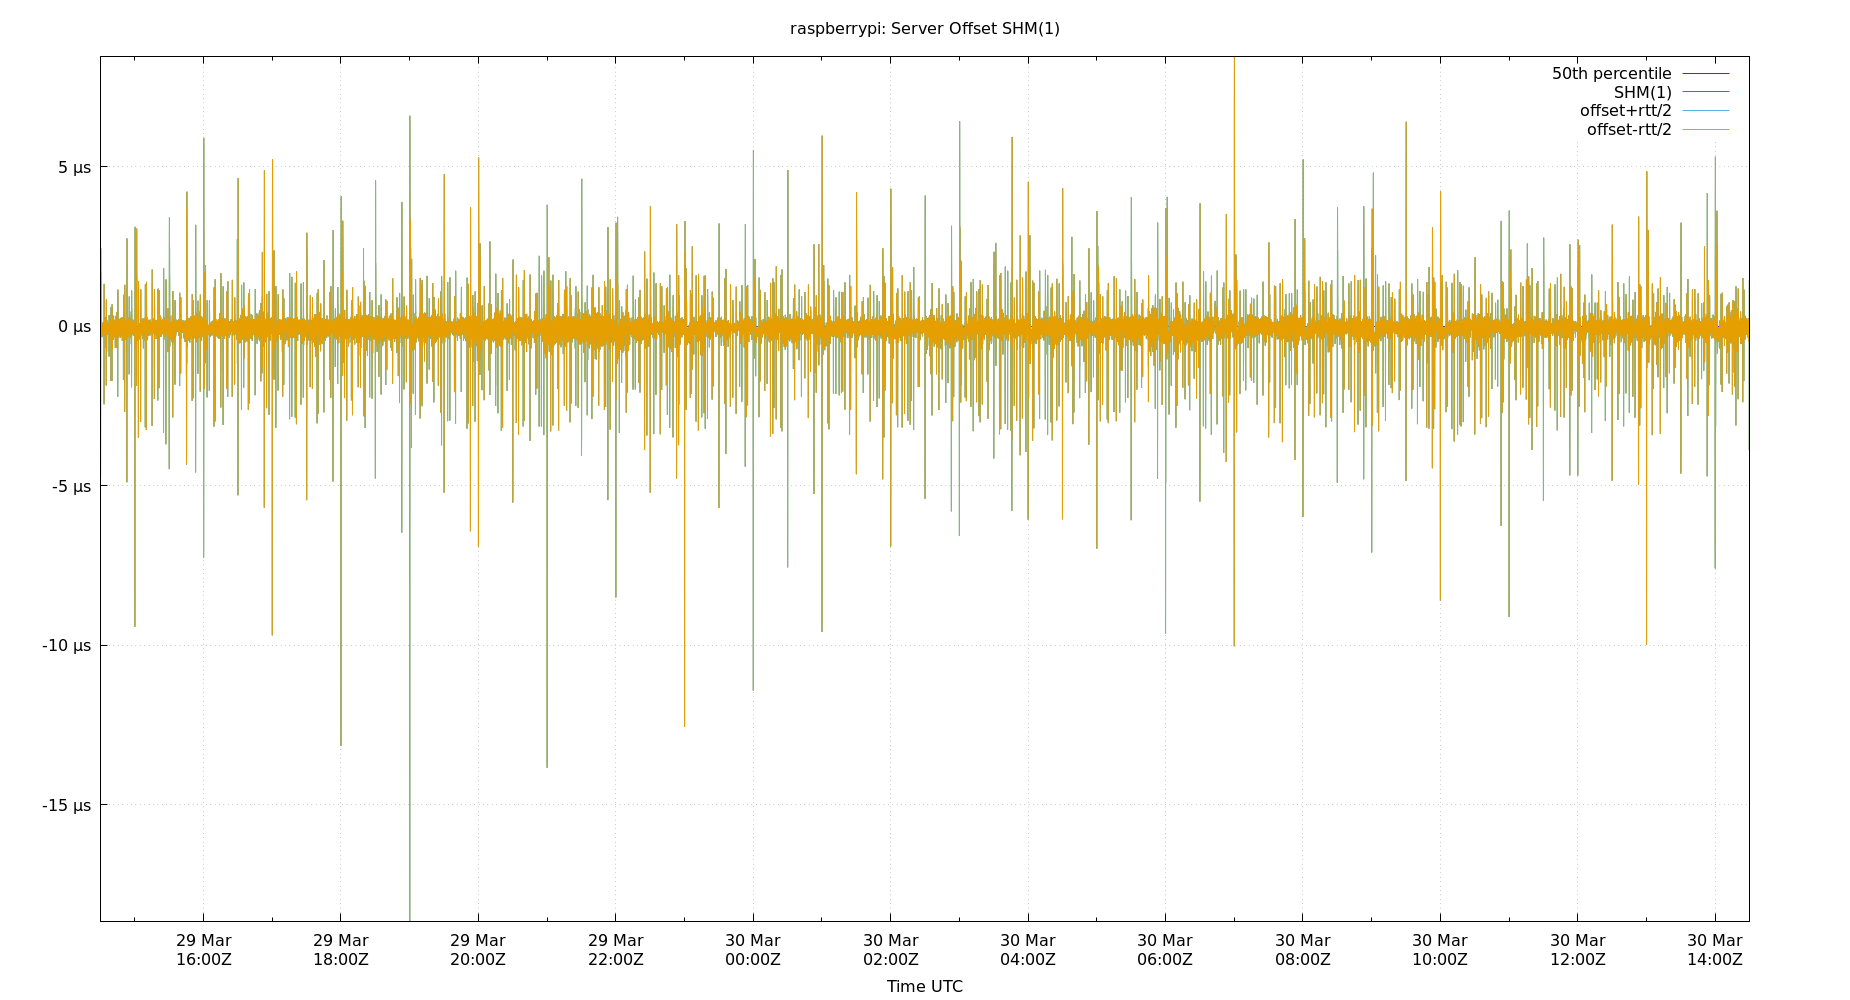 raspberrypi: Server Offset SHM(1)
50th percentile
SHM(1)
offset+rtt/2
offset-rtt/2
5 µs
0 µs
-5 µs
-10 µs
-15 µs
29 Mar 29 Mar 29 Mar 29 Mar 30 Mar 30 Mar 30 Mar 30 Mar 30 Mar 30 Mar 30 Mar 30 Mar
16:00Z 18:00Z 20:00Z 22:00Z 00:00Z 02:00Z 04:00Z 06:00Z 08:00Z 10:00Z 12:00Z 14:00Z
Time UTC